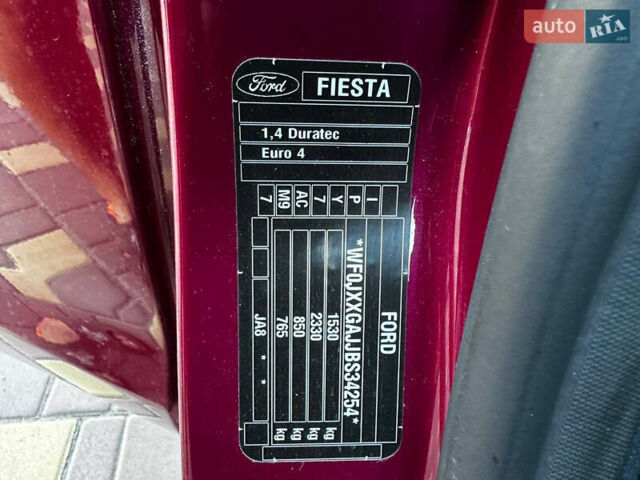 auto RIA.com
Ford FIESTA
1,4 Duratec
Euro 4
7 M9 AC 7 Y P I
FORD
*WF0JXXGAJJBS34254*
1530 kg
2330 kg
850 kg
765 kg
JA8 * *